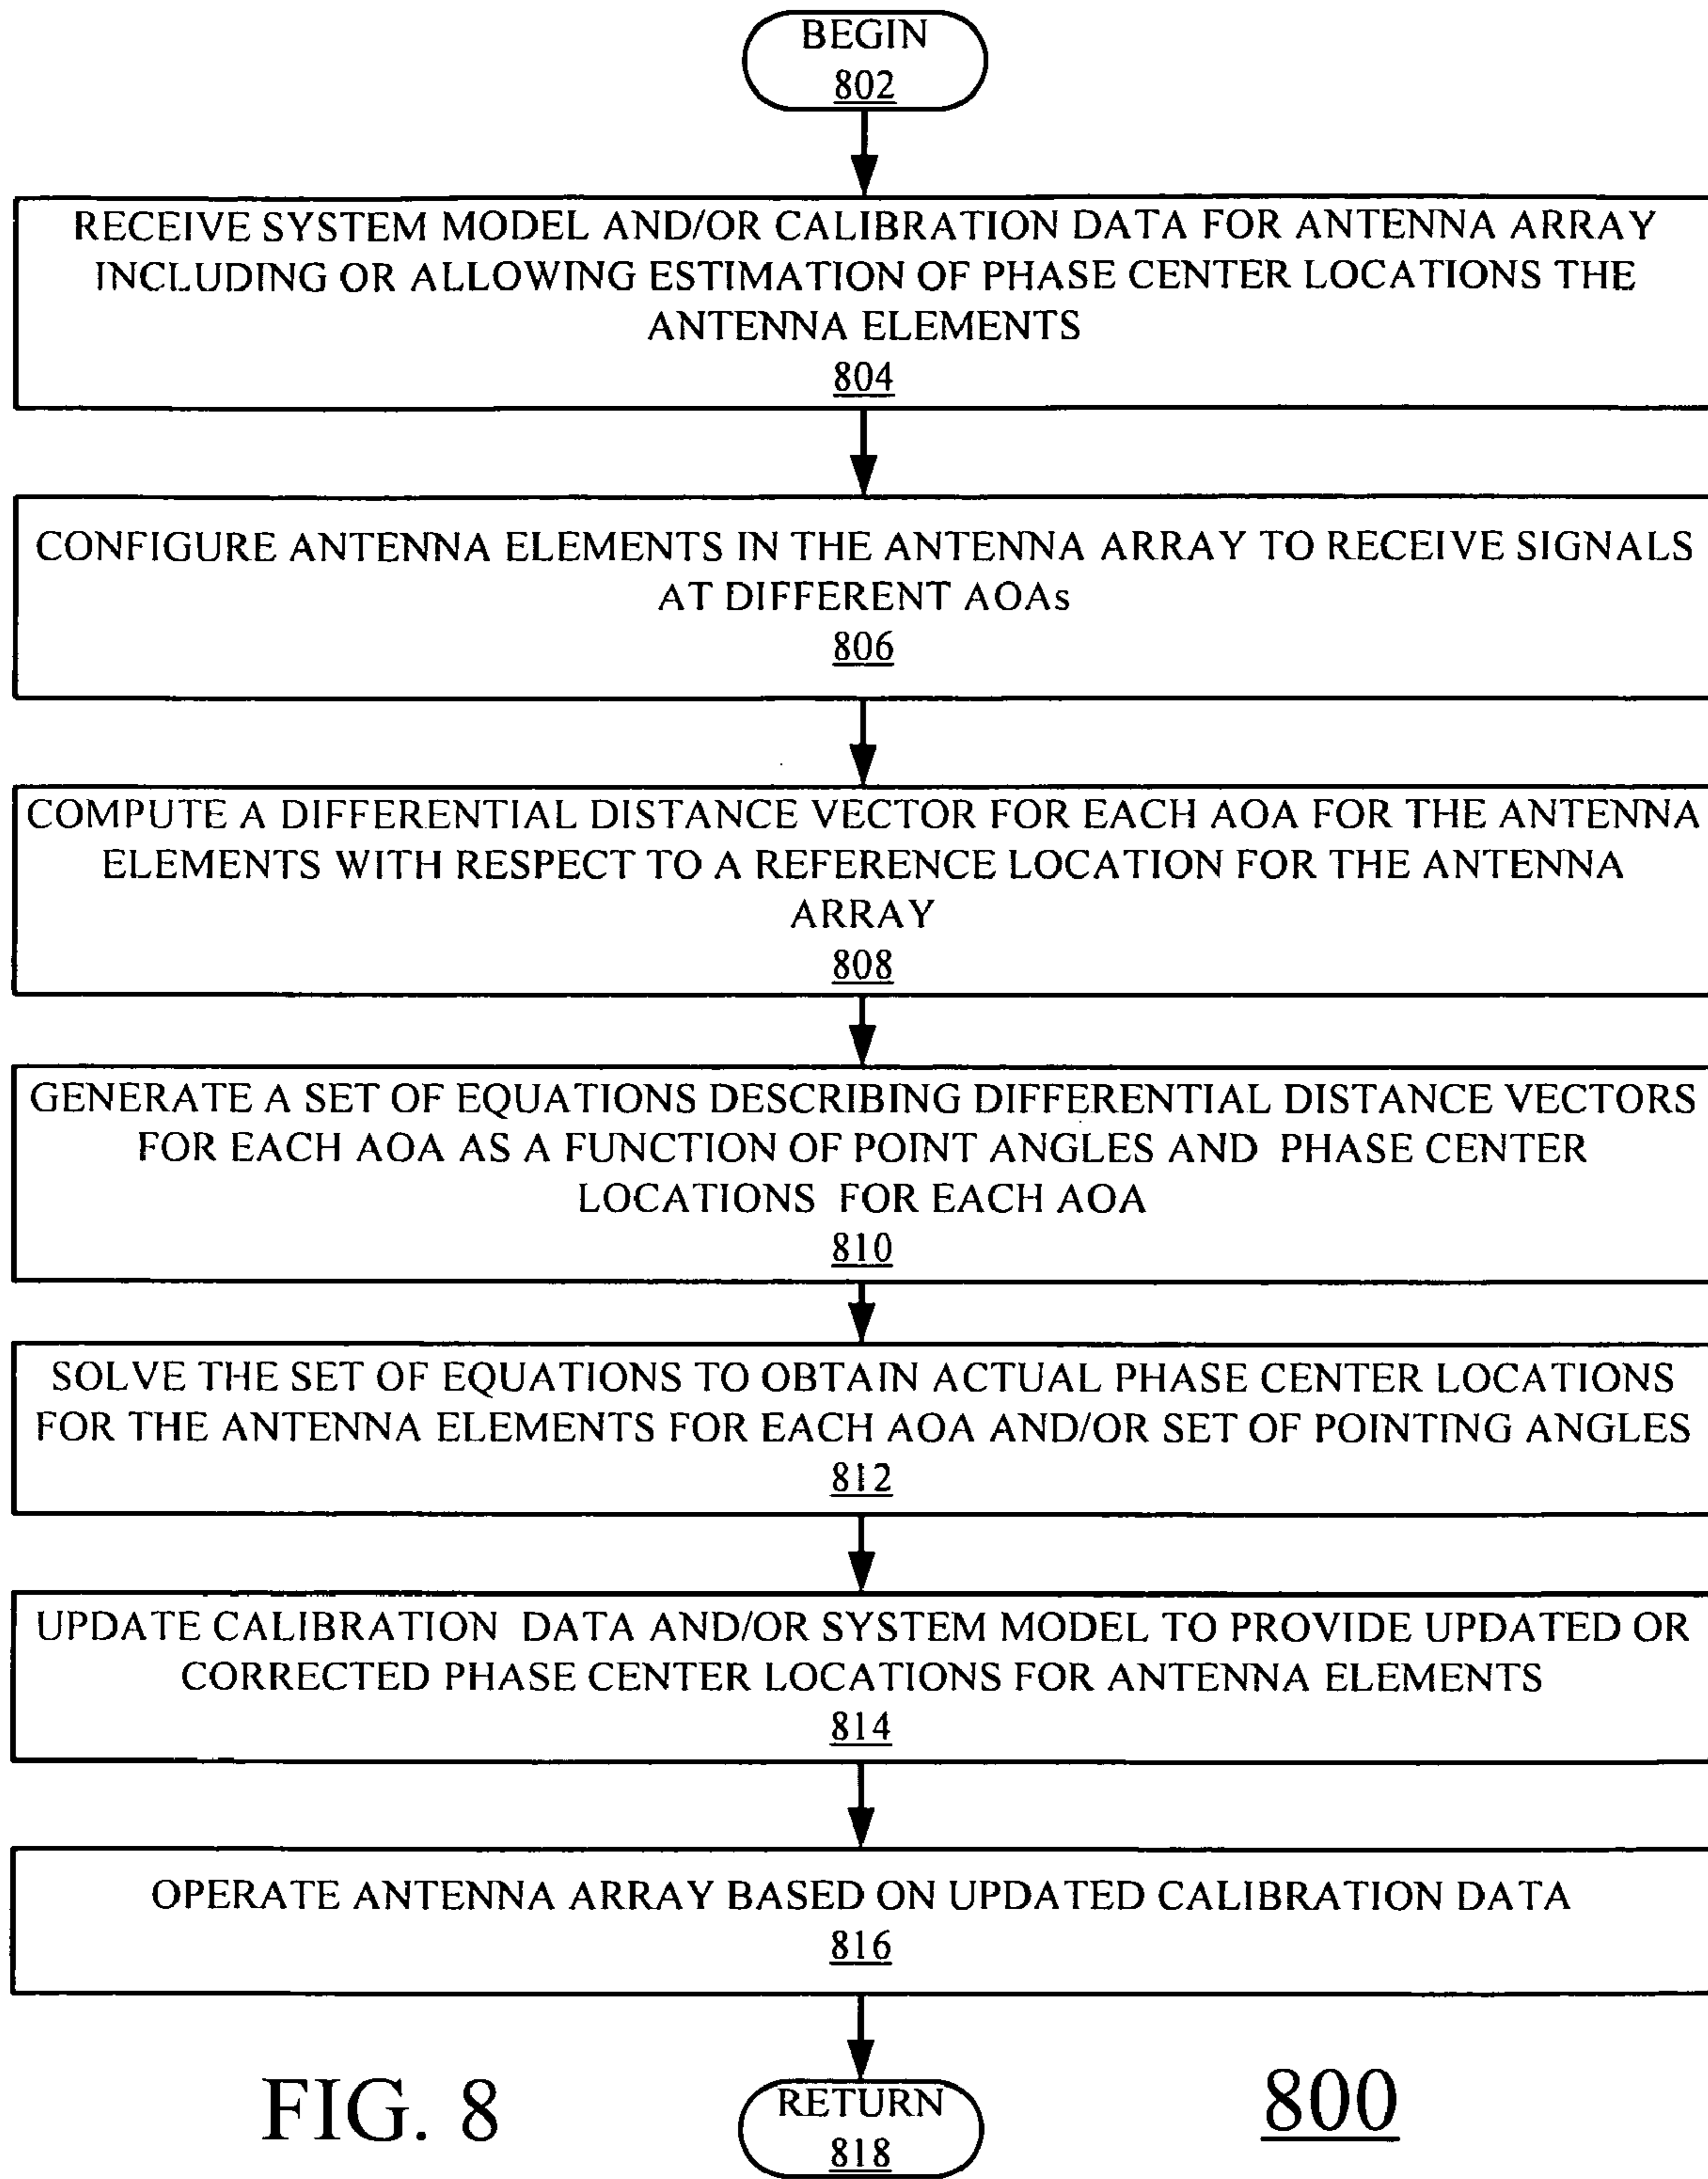 BEGIN
802
RECEIVE SYSTEM MODEL AND/OR CALIBRATION DATA FOR ANTENNA ARRAY
INCLUDING OR ALLOWING ESTIMATION OF PHASE CENTER LOCATIONS THE
ANTENNA ELEMENTS
804
CONFIGURE ANTENNA ELEMENTS IN THE ANTENNA ARRAY TO RECEIVE SIGNALS
AT DIFFERENT AOAs
806
COMPUTE A DIFFERENTIAL DISTANCE VECTOR FOR EACH AOA FOR THE ANTENNA
ELEMENTS WITH RESPECT TO A REFERENCE LOCATION FOR THE ANTENNA
ARRAY
808
GENERATE A SET OF EQUATIONS DESCRIBING DIFFERENTIAL DISTANCE VECTORS
FOR EACH AOA AS A FUNCTION OF POINT ANGLES AND PHASE CENTER
LOCATIONS FOR EACH AOA
810
SOLVE THE SET OF EQUATIONS TO OBTAIN ACTUAL PHASE CENTER LOCATIONS
FOR THE ANTENNA ELEMENTS FOR EACH AOA AND/OR SET OF POINTING ANGLES
812
UPDATE CALIBRATION DATA AND/OR SYSTEM MODEL TO PROVIDE UPDATED OR
CORRECTED PHASE CENTER LOCATIONS FOR ANTENNA ELEMENTS
814
OPERATE ANTENNA ARRAY BASED ON UPDATED CALIBRATION DATA
816
RETURN
818
FIG. 8
800